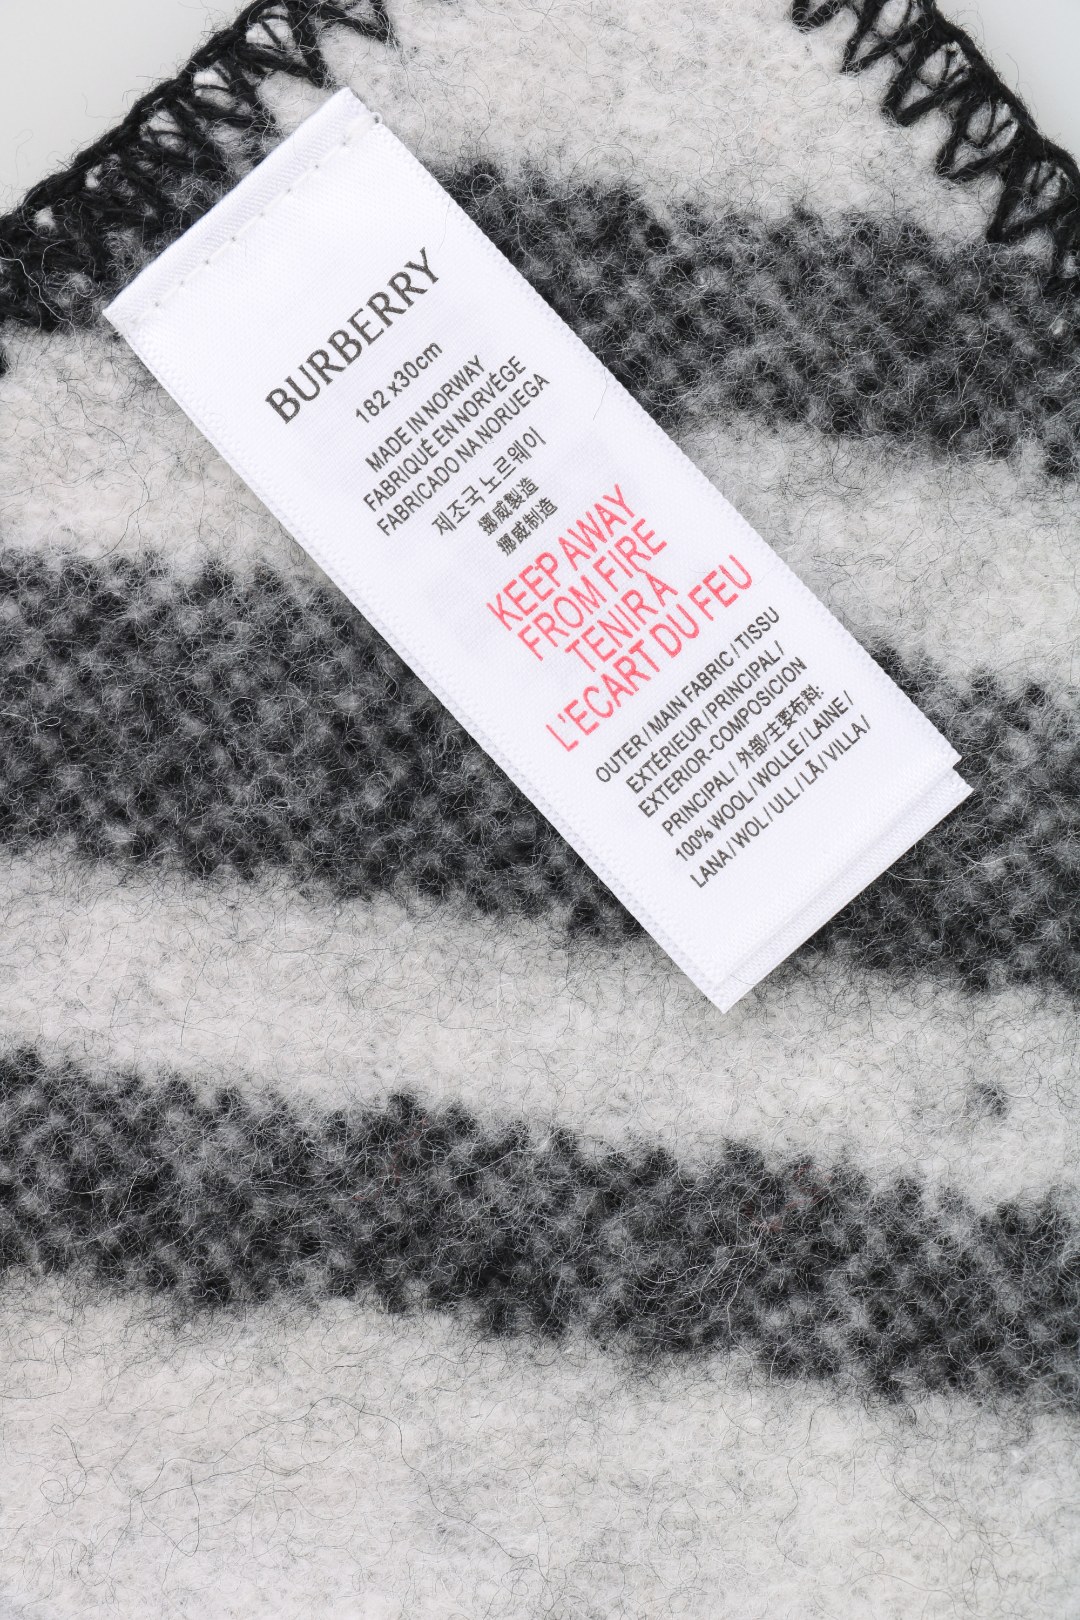 BURBERRY
182 x30cm
MADE IN NORWAY
FABRIQUÉ EN NORVÉGE
FABRICADO NA NORUEGA
제조국 노르웨이
挪威製造
挪威制造
KEEP AWAY
FROM FIRE
TENIR À
L'ECART DU FEU
OUTER / MAIN FABRIC / TISSU
EXTÉRIEUR / PRINCIPAL /
EXTERIOR-COMPOSICION
PRINCIPAL / 外部/主要布料:
100% WOOL / WOLLE / LAINE /
LANA / WOL / ULL / LÃ / VILLA /